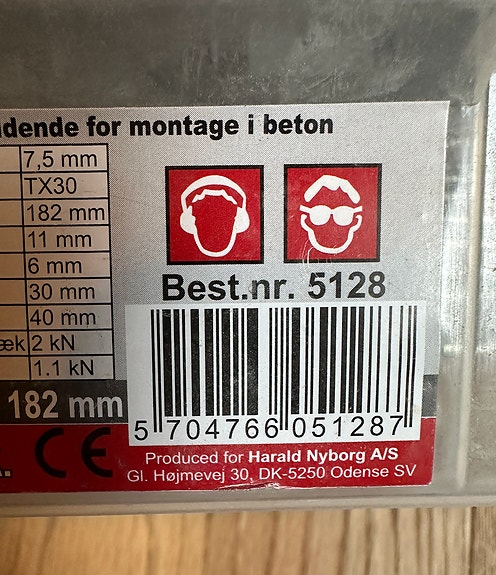 dende for montage i beton
7,5 mm
TX30
182 mm
11 mm
6 mm
30 mm
40 mm
æk 2 kN
1.1 kN
182 mm
CE
Best.nr. 5128
5 704766 051287
Produced for Harald Nyborg A/S
Gl. Højmevej 30, DK-5250 Odense SV